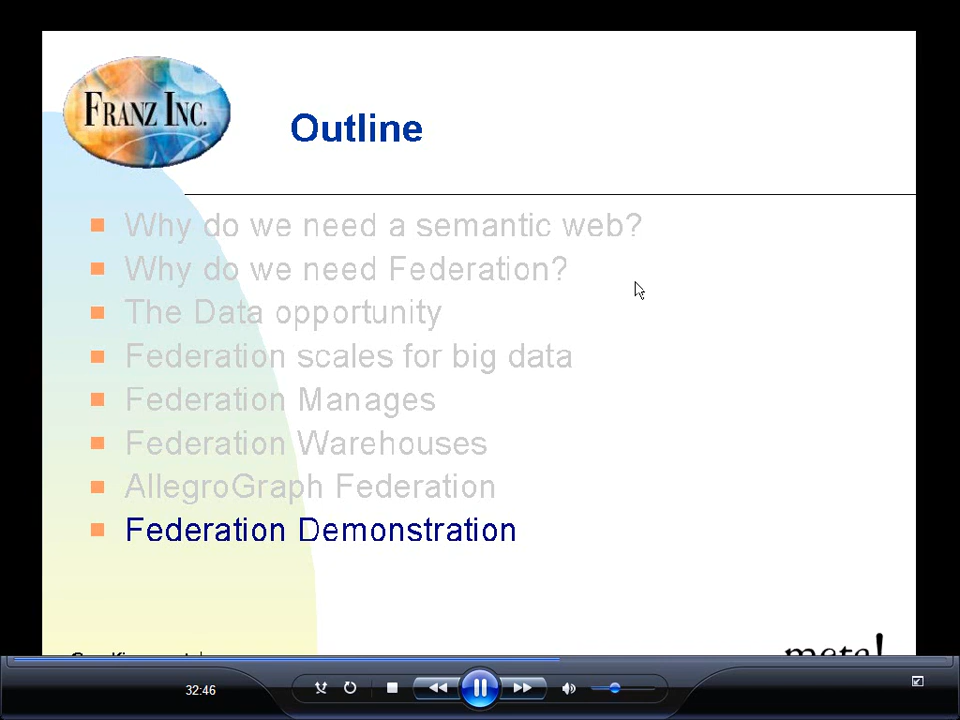 FRANZ INC.
Outline
Why do we need a semantic web?
Why do we need Federation?
The Data opportunity
Federation scales for big data
Federation Manages
Federation Warehouses
AllegroGraph Federation
Federation Demonstration
meta!
32:46